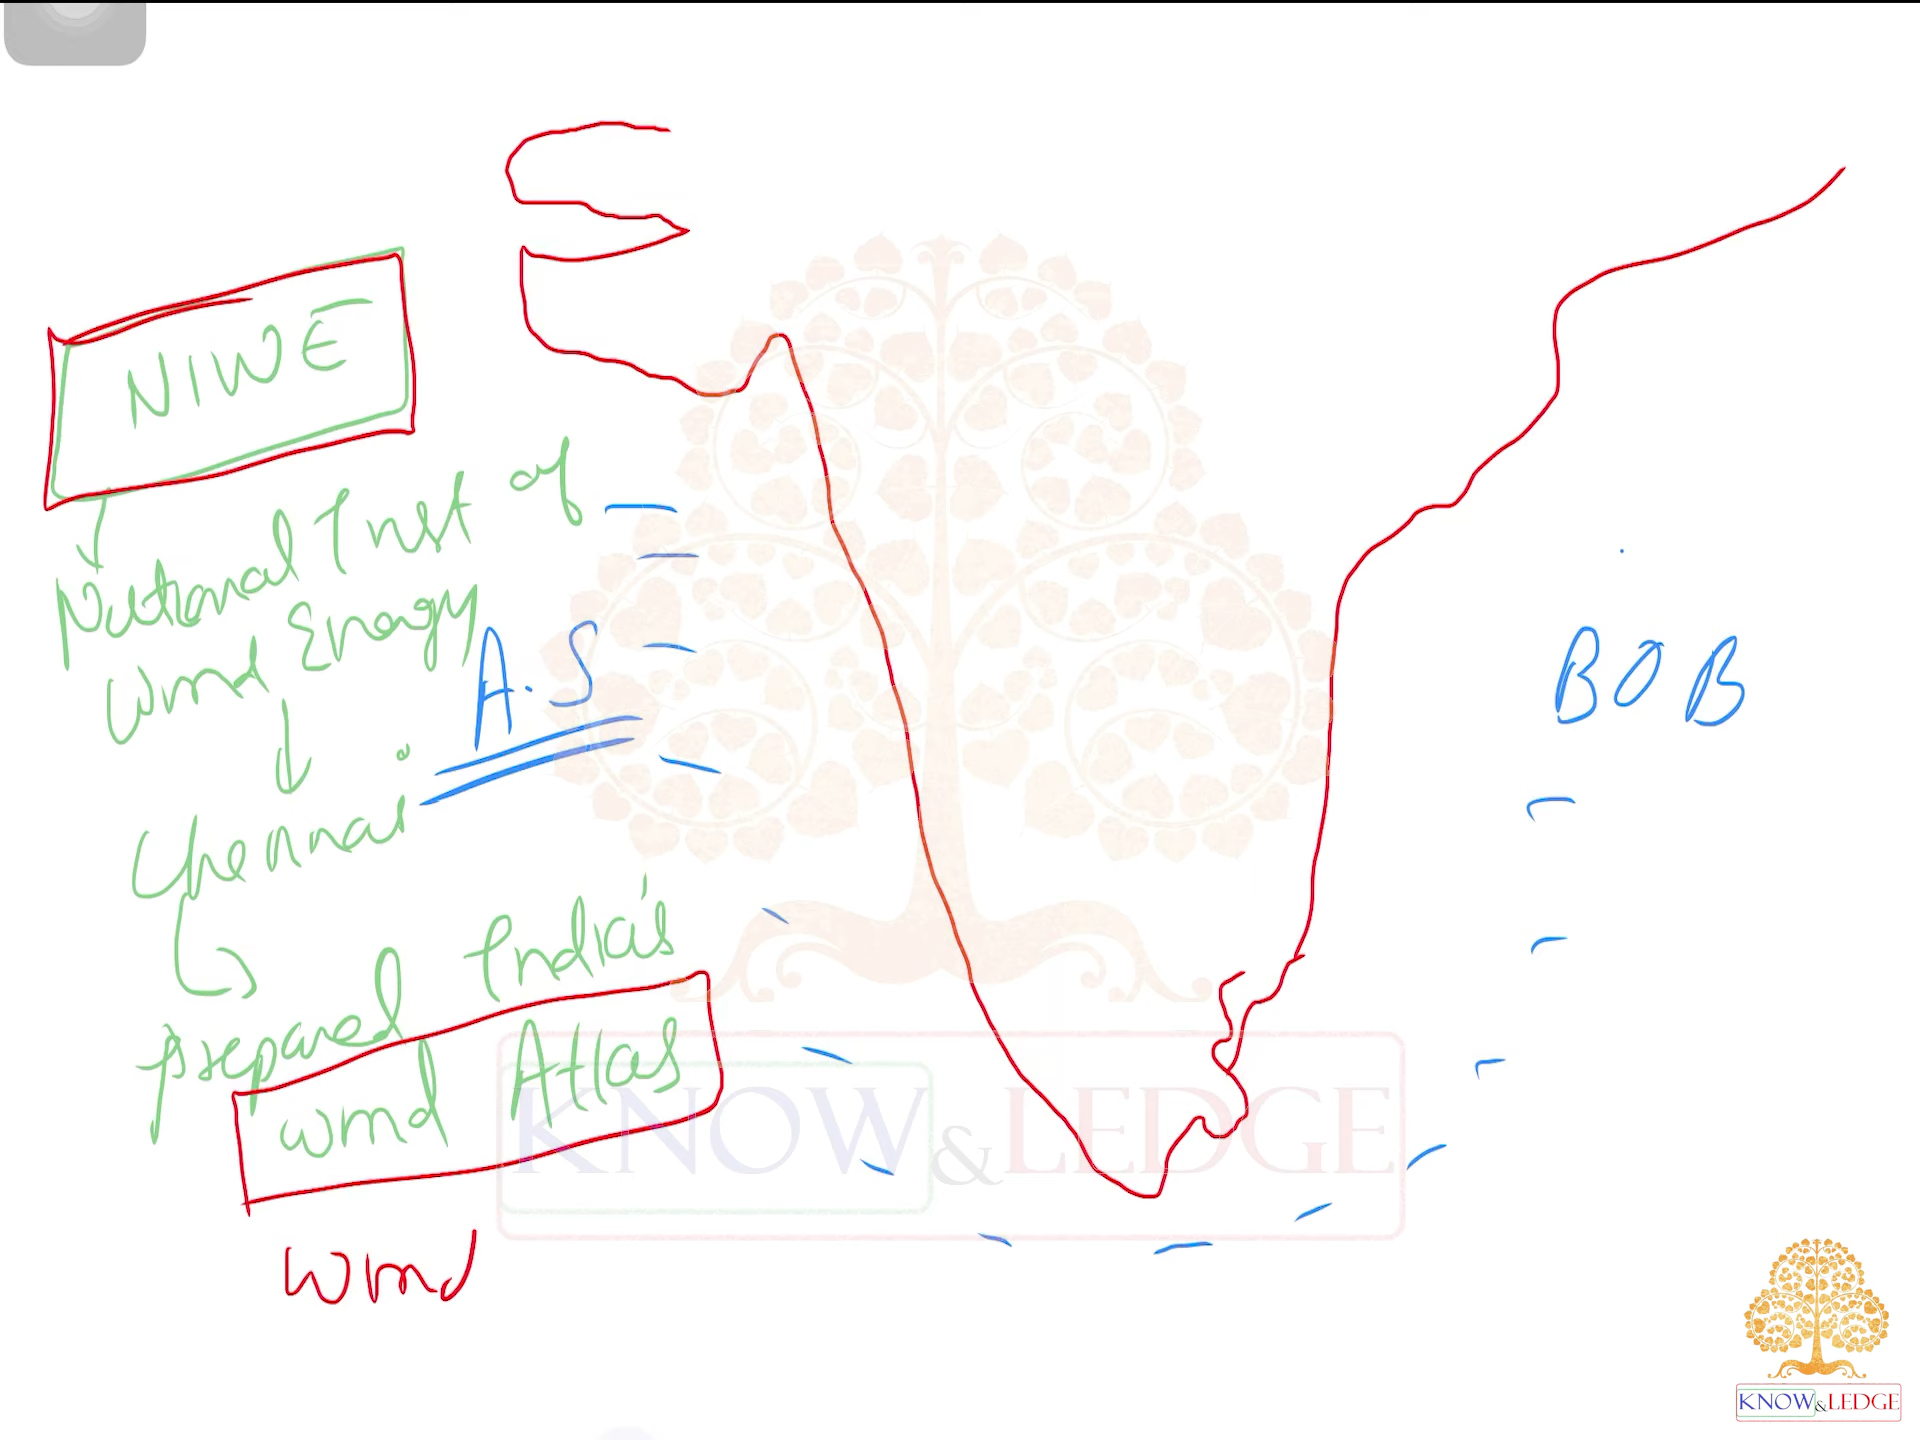 NIWE
National Inst of
Wind Energy
Chennai
prepared India's
wind Atlas
wind
A.S
BOB
KNOW&LEDGE
KNOW&LEDGE